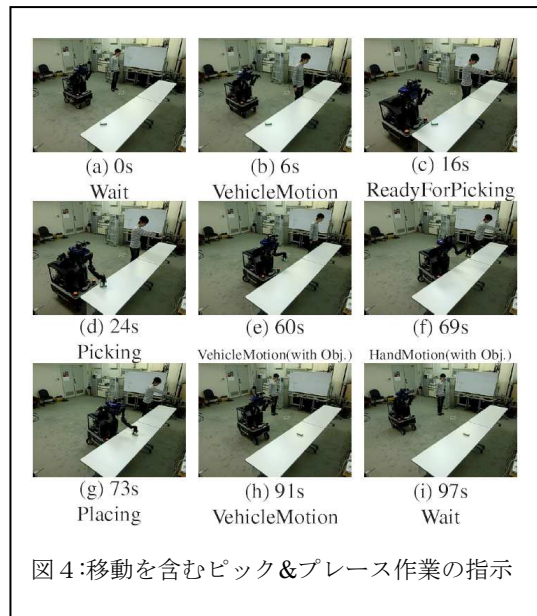 (a) 0s
Wait
(b) 6s
VehicleMotion
(c) 16s
ReadyForPicking
(d) 24s
Picking
(e) 60s
VehicleMotion(with Obj.)
(f) 69s
HandMotion(with Obj.)
(g) 73s
Placing
(h) 91s
VehicleMotion
(i) 97s
Wait
図４:移動を含むピック&プレース作業の指示